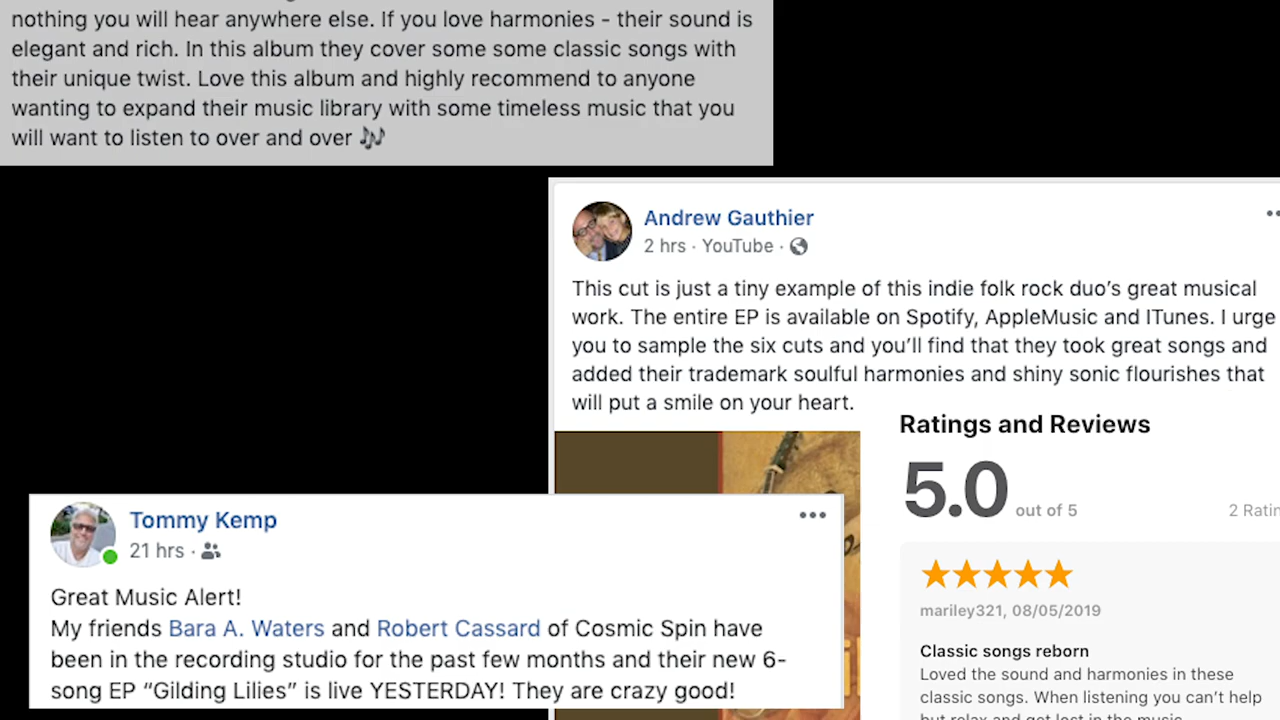 nothing you will hear anywhere else. If you love harmonies - their sound is
elegant and rich. In this album they cover some some classic songs with
their unique twist. Love this album and highly recommend to anyone
wanting to expand their music library with some timeless music that you
will want to listen to over and over 🎶
Andrew Gauthier
2 hrs · YouTube ·
This cut is just a tiny example of this indie folk rock duo’s great musical
work. The entire EP is available on Spotify, AppleMusic and ITunes. I urge
you to sample the six cuts and you’ll find that they took great songs and
added their trademark soulful harmonies and shiny sonic flourishes that
will put a smile on your heart.
Ratings and Reviews
5.0 out of 5
2 Ratin
mariley321, 08/05/2019
Classic songs reborn
Loved the sound and harmonies in these
classic songs. When listening you can’t help
but relax and get lost in the music
Tommy Kemp
21 hrs ·
Great Music Alert!
My friends Bara A. Waters and Robert Cassard of Cosmic Spin have
been in the recording studio for the past few months and their new 6-
song EP “Gilding Lilies” is live YESTERDAY! They are crazy good!